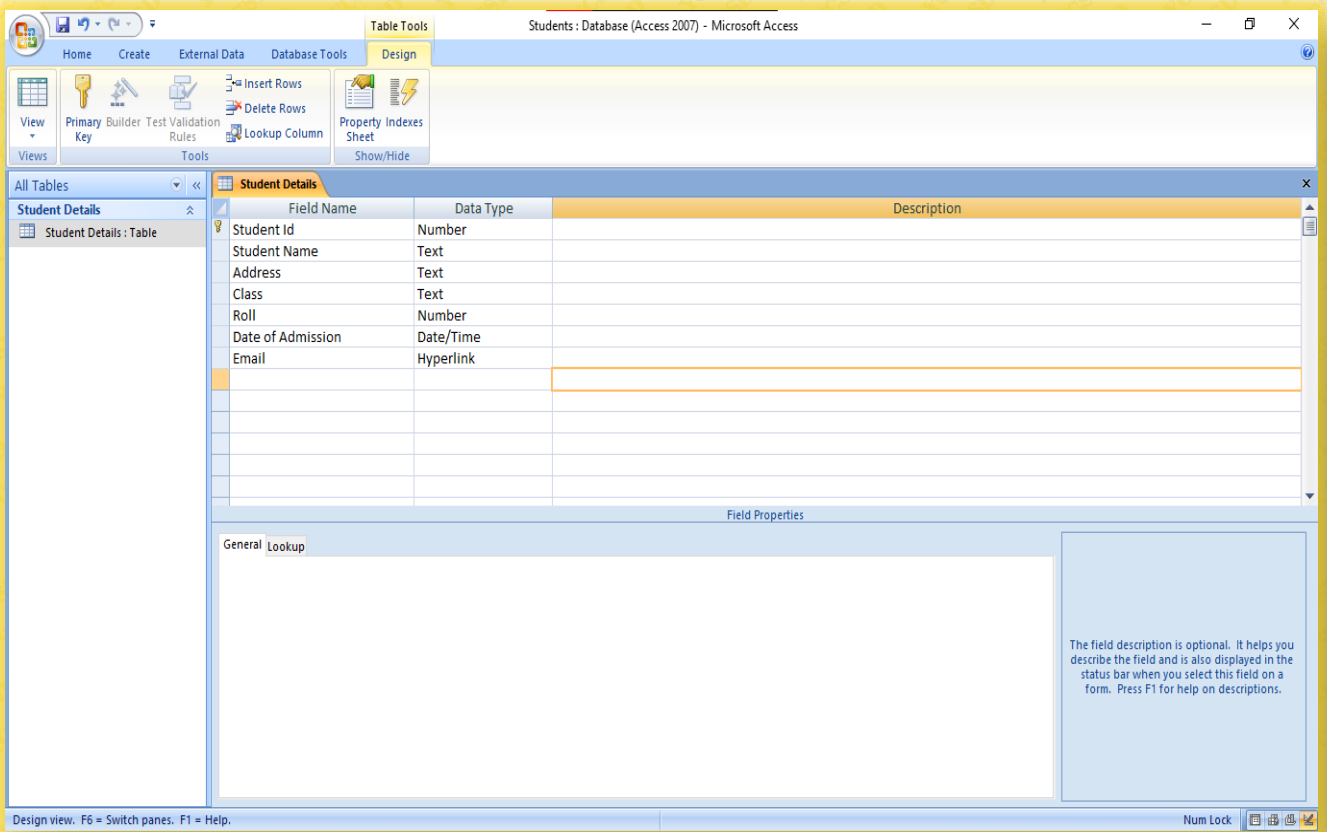 Table Tools
Students : Database (Access 2007) - Microsoft Access
Home Create External Data Database Tools Design
View
Primary Key
Builder
Test Validation Rules
Insert Rows
Delete Rows
Lookup Column
Property Sheet
Indexes
Views Tools Show/Hide
All Tables «
Student Details
Student Details : Table
Student Details x
Field Name Data Type Description
Student Id Number
Student Name Text
Address Text
Class Text
Roll Number
Date of Admission Date/Time
Email Hyperlink
Field Properties
General Lookup
The field description is optional. It helps you
describe the field and is also displayed in the
status bar when you select this field on a
form. Press F1 for help on descriptions.
Design view. F6 = Switch panes. F1 = Help.
Num Lock